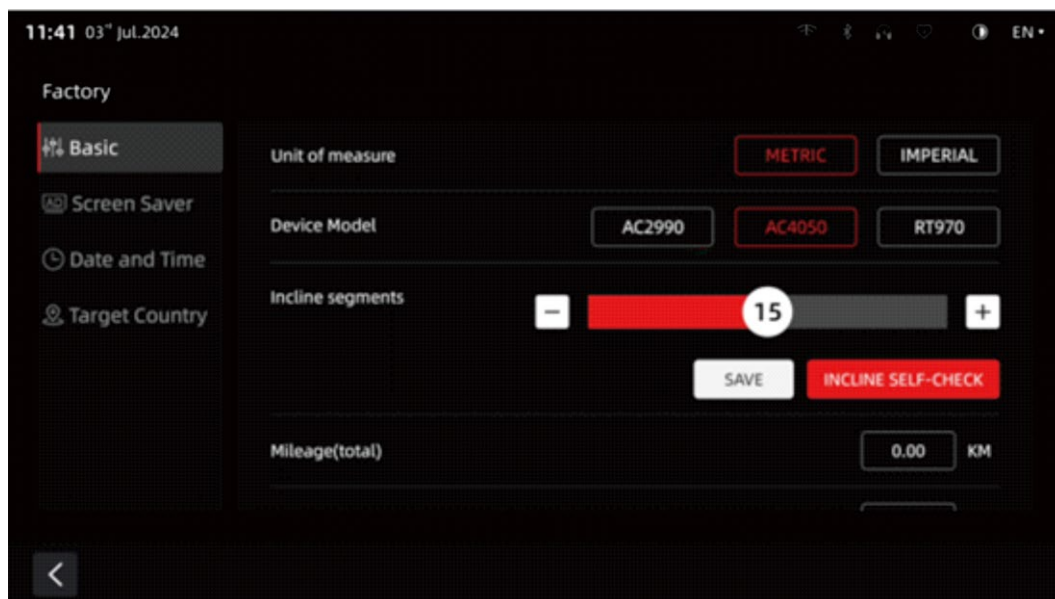 11:41 03rd Jul.2024
EN
Factory
Basic
Screen Saver
Date and Time
Target Country
Unit of measure
METRIC
IMPERIAL
Device Model
AC2990
AC4050
RT970
Incline segments
−
15
+
SAVE
INCLINE SELF-CHECK
Mileage(total)
0.00
KM